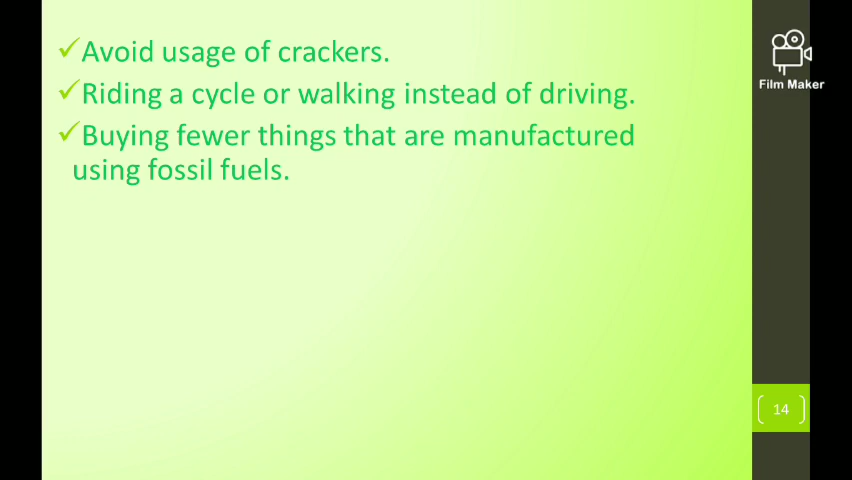 ✓Avoid usage of crackers.
✓Riding a cycle or walking instead of driving.
✓Buying fewer things that are manufactured
using fossil fuels.
Film Maker
14